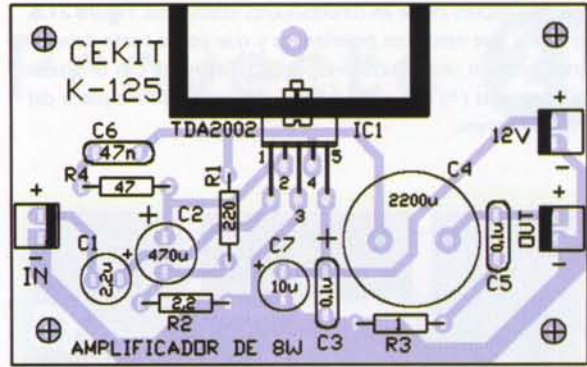 CEKIT
K-125
TDA2002
IC1
1
2
3
4
5
C6
47n
R4
47
R1
220
+
IN
-
C1
2.2u
+
+
C2
470u
R2
2.2
C7
+
10u
+
0.1u
C3
C4
2200u
R3
1
0.1u
C5
+
12V
-
+
OUT
-
AMPLIFICADOR DE 8W